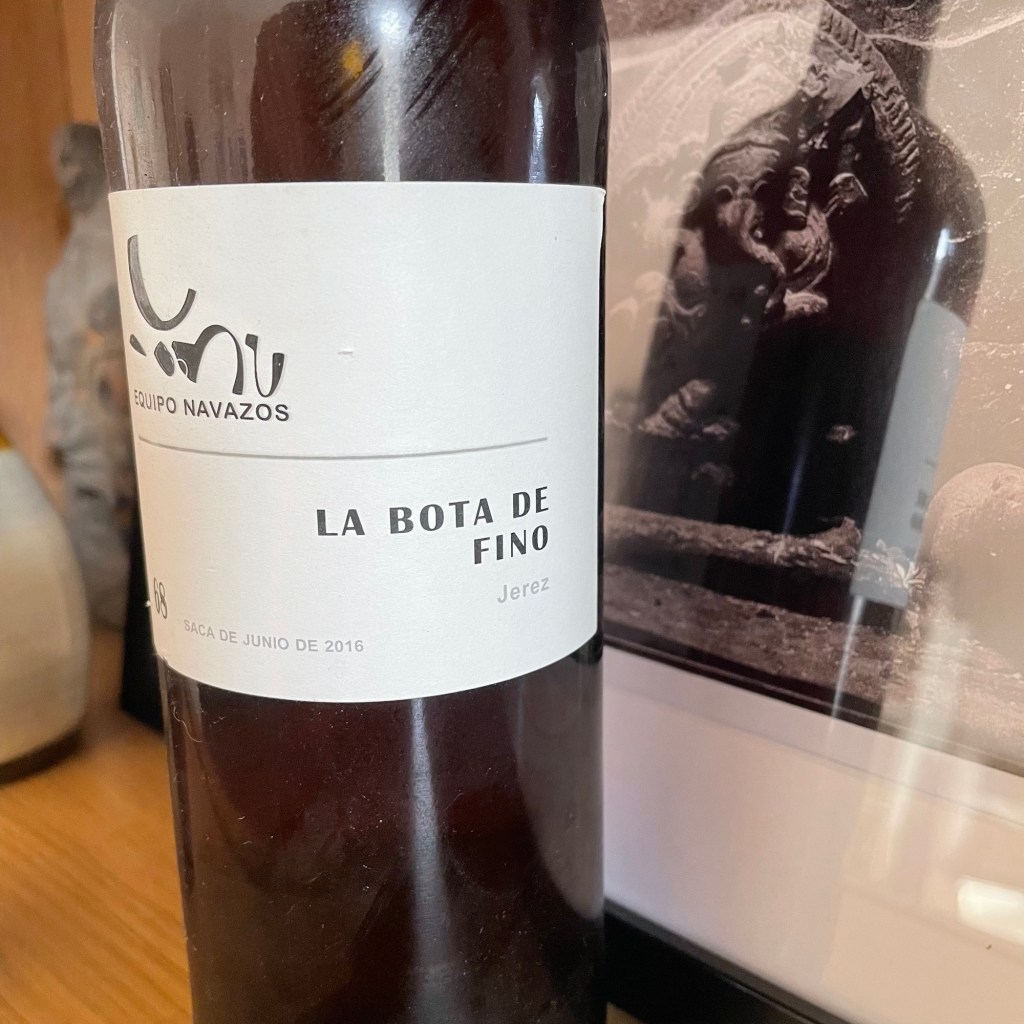 EQUIPO NAVAZOS
LA BOTA DE
FINO
Jerez
68
SACA DE JUNIO DE 2016